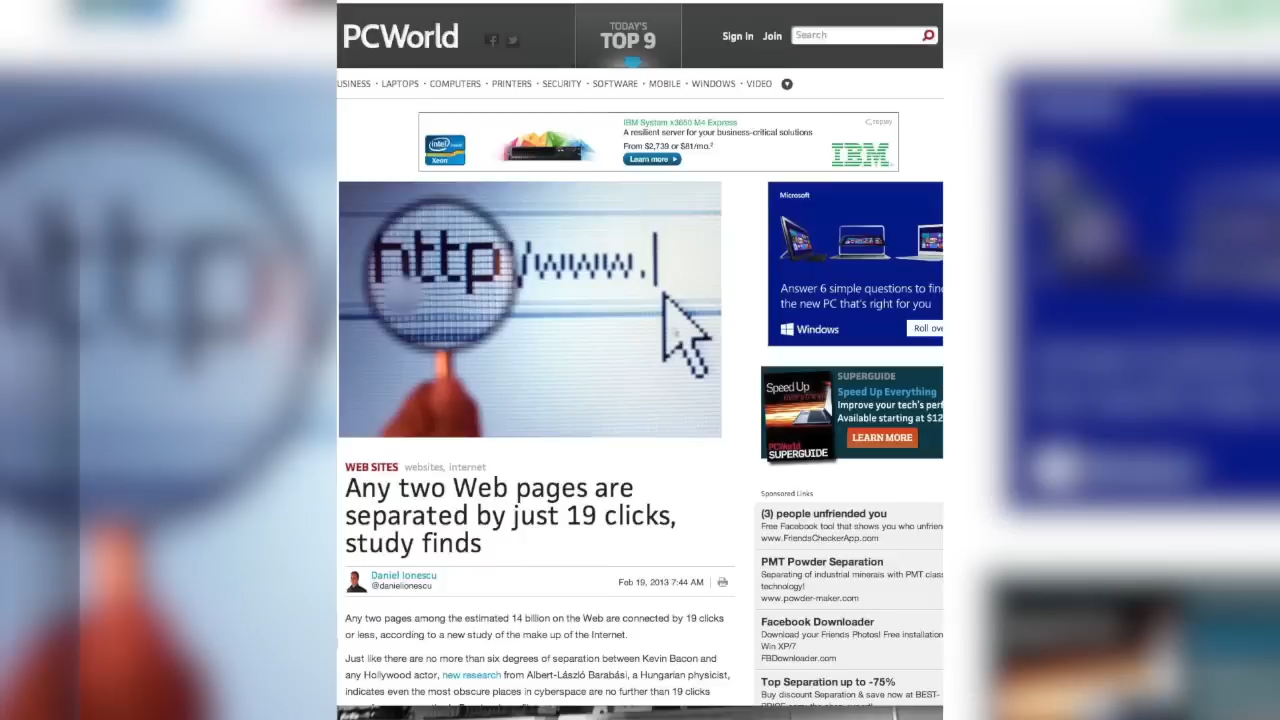 PCWorld
TODAY'S
TOP 9
Sign In Join
Search
USINESS · LAPTOPS · COMPUTERS · PRINTERS · SECURITY · SOFTWARE · MOBILE · WINDOWS · VIDEO
IBM System x3650 M4 Express
A resilient server for your business-critical solutions
From $2,739 or $81/mo.²
Learn more
intel inside
Xeon
IBM
replay
http/www.
Microsoft
Answer 6 simple questions to find
the new PC that's right for you
Windows
Roll ove
Speed Up
PCWorld
SUPERGUIDE
SUPERGUIDE
Speed Up Everything
Improve your tech's perf
Available starting at $12
LEARN MORE
WEB SITES websites, internet
Any two Web pages are
separated by just 19 clicks,
study finds
Daniel Ionescu
@danielionescu
Feb 19, 2013 7:44 AM
Any two pages among the estimated 14 billion on the Web are connected by 19 clicks
or less, according to a new study of the make up of the Internet.
Just like there are no more than six degrees of separation between Kevin Bacon and
any Hollywood actor, new research from Albert-László Barabási, a Hungarian physicist,
indicates even the most obscure places in cyberspace are no further than 19 clicks
Sponsored Links
(3) people unfriended you
Free Facebook tool that shows you who unfrien
www.FriendsCheckerApp.com
PMT Powder Separation
Separating of industrial minerals with PMT class
technology!
www.powder-maker.com
Facebook Downloader
Download your Friends Photos! Free installation
Win XP/7
FBDownloader.com
Top Separation up to -75%
Buy discount Separation & save now at BEST-